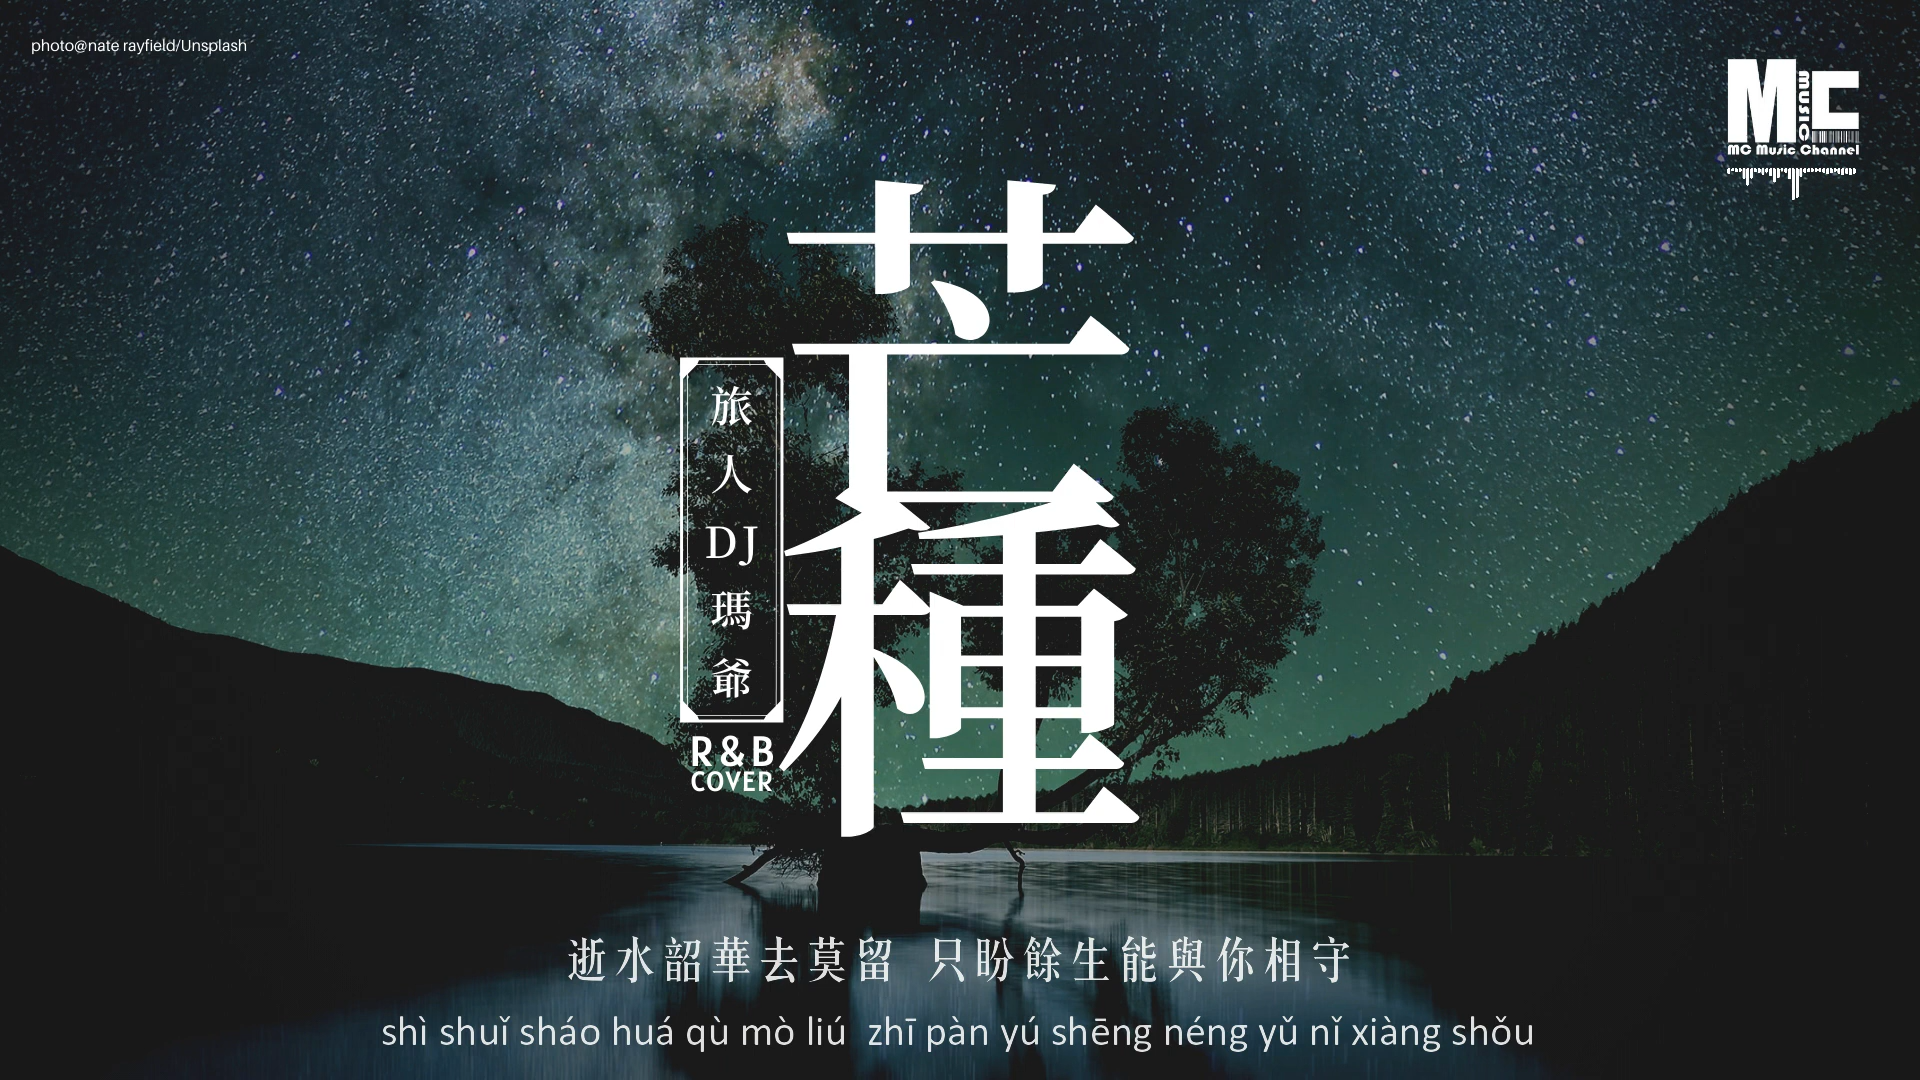 photo@nate rayfield/Unsplash
MC
music
MC Music Channel
芒種
旅人DJ瑪爺
R&B
COVER
逝水韶華去莫留 只盼餘生能與你相守
shì shuǐ sháo huá qù mò liú zhī pàn yú shēng néng yǔ nǐ xiàng shǒu